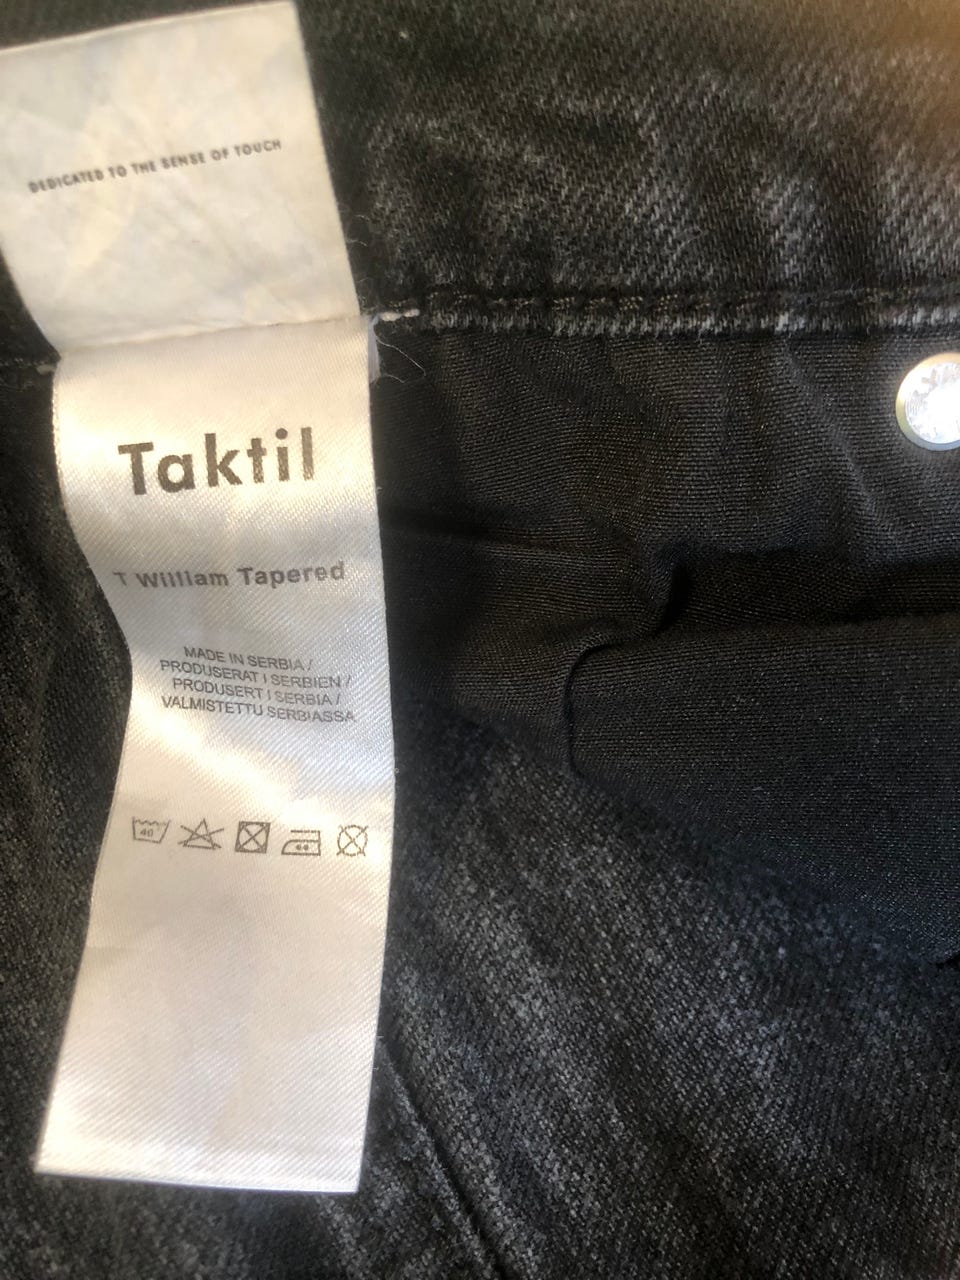 DEDICATED TO THE SENSE OF TOUCH
Taktil
T William Tapered
MADE IN SERBIA /
PRODUSERAT I SERBIEN /
PRODUSERT I SERBIA /
VALMISTETTU SERBIASSA
40